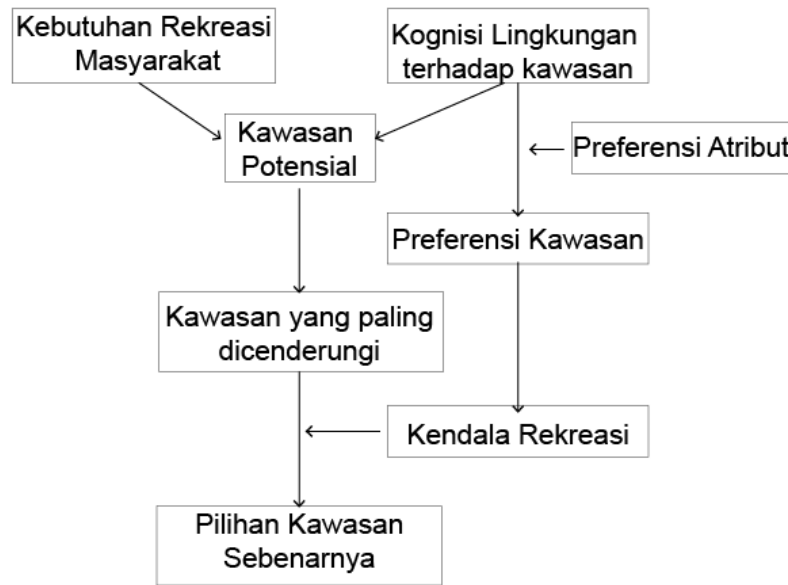 Kebutuhan Rekreasi
Masyarakat
Kognisi Lingkungan
terhadap kawasan
Kawasan
Potensial
Preferensi Atribut
Preferensi Kawasan
Kawasan yang paling
dicenderungi
Kendala Rekreasi
Pilihan Kawasan
Sebenarnya